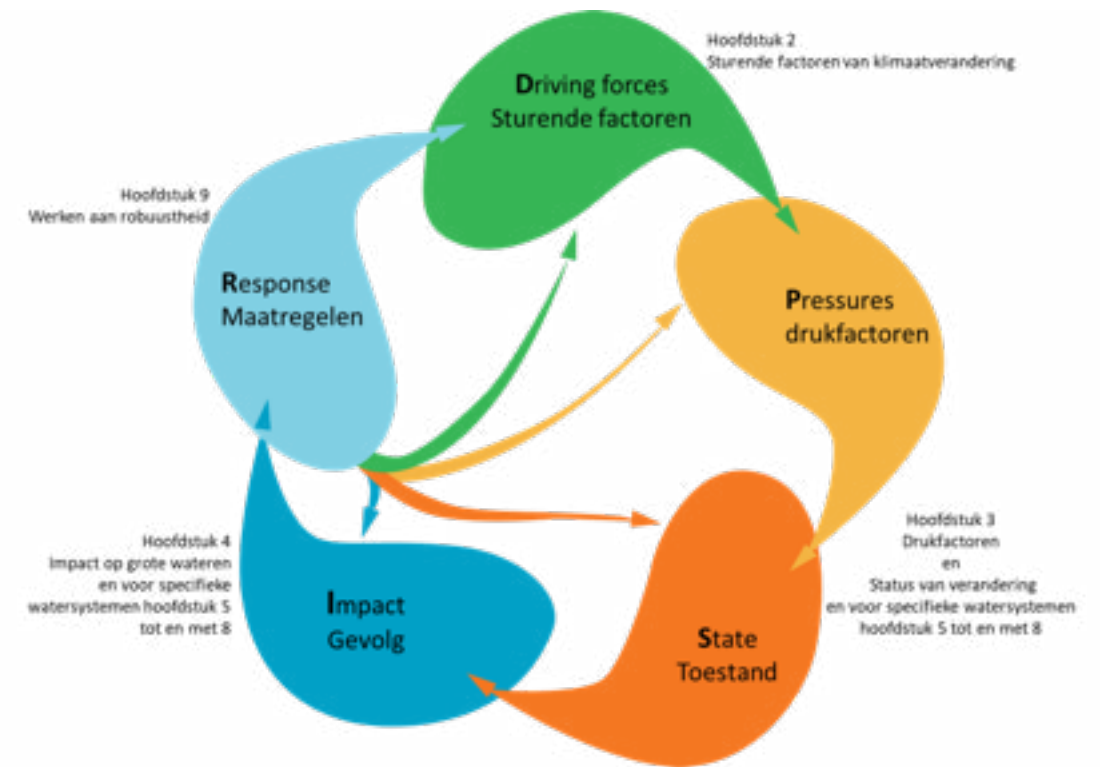 Hoofdstuk 2
Sturende factoren van klimaatverandering
Driving forces
Sturende factoren
Hoofdstuk 9
Werken aan robuustheid
Response
Maatregelen
Pressures
drukfactoren
Hoofdstuk 3
Drukfactoren
en
Status van verandering
en voor specifieke watersystemen
hoofdstuk 5 tot en met 8
Hoofdstuk 4
Impact op grote wateren
en voor specifieke
watersystemen hoofdstuk 5
tot en met 8
Impact
Gevolg
State
Toestand